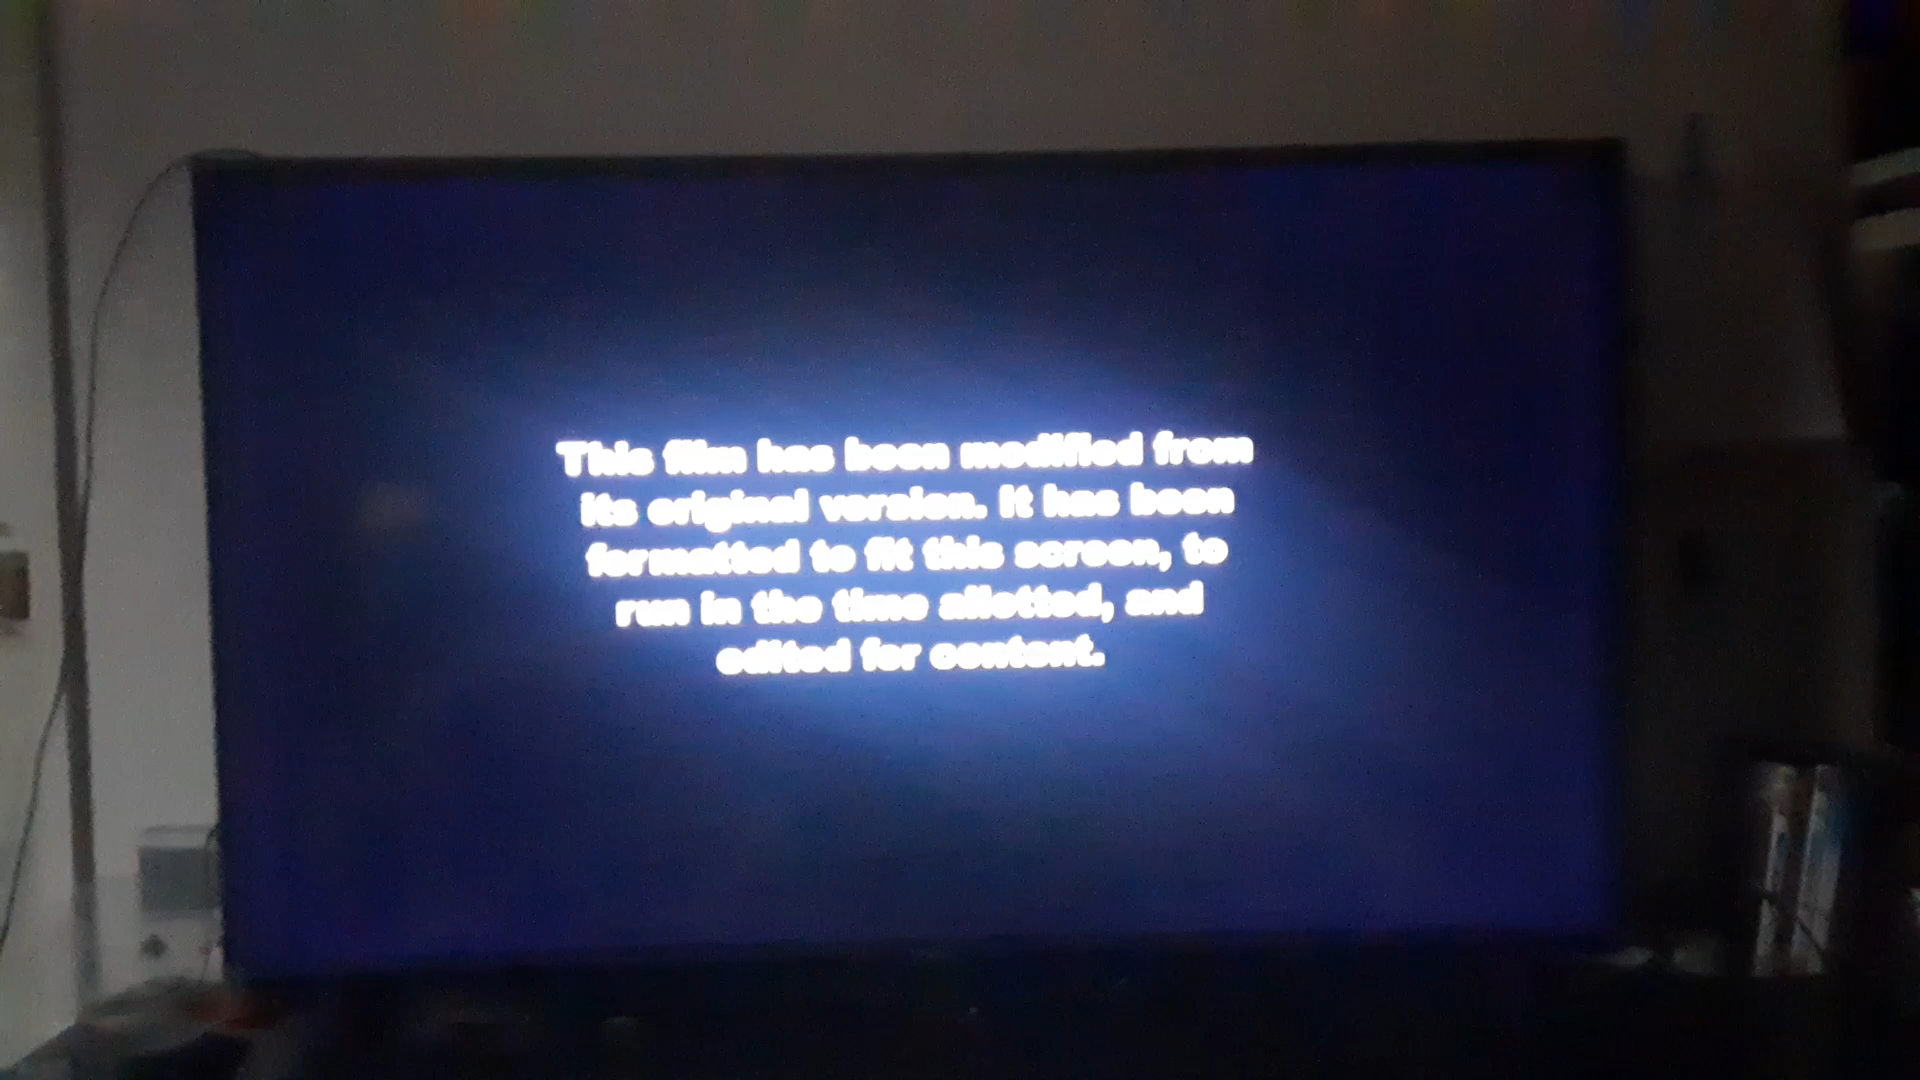 This film has been modified from
its original version. It has been
formatted to fit this screen, to
run in the time allotted, and
edited for content.